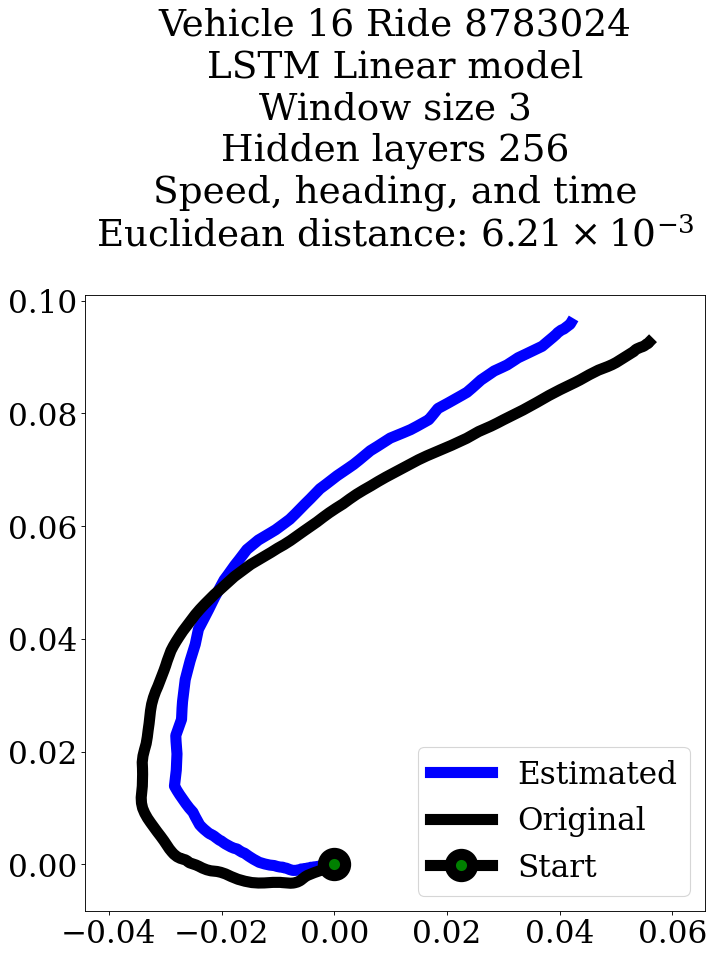 Vehicle 16 Ride 8783024
LSTM Linear model
Window size 3
Hidden layers 256
Speed, heading, and time
Euclidean distance: 6.21 × 10⁻³
0.10
0.08
0.06
0.04
0.02
0.00
Estimated
Original
Start
−0.04 −0.02 0.00 0.02 0.04 0.06